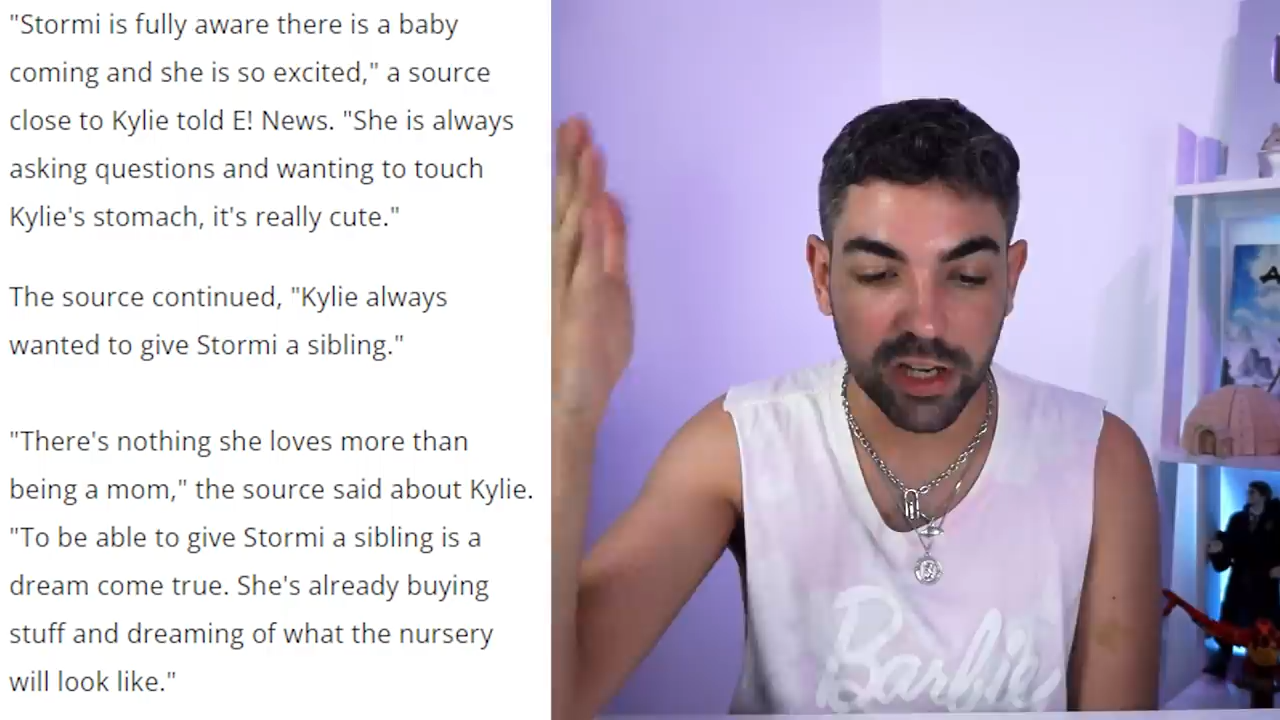 "Stormi is fully aware there is a baby
coming and she is so excited," a source
close to Kylie told E! News. "She is always
asking questions and wanting to touch
Kylie's stomach, it's really cute."
The source continued, "Kylie always
wanted to give Stormi a sibling."
"There's nothing she loves more than
being a mom," the source said about Kylie.
"To be able to give Stormi a sibling is a
dream come true. She's already buying
stuff and dreaming of what the nursery
will look like."
Barbie